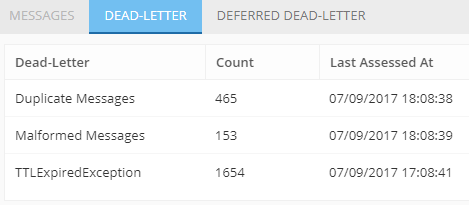 MESSAGES DEAD-LETTER DEFERRED DEAD-LETTER
Dead-Letter Count Last Assessed At
Duplicate Messages 465 07/09/2017 18:08:38
Malformed Messages 153 07/09/2017 18:08:39
TTLExpiredException 1654 07/09/2017 17:08:41